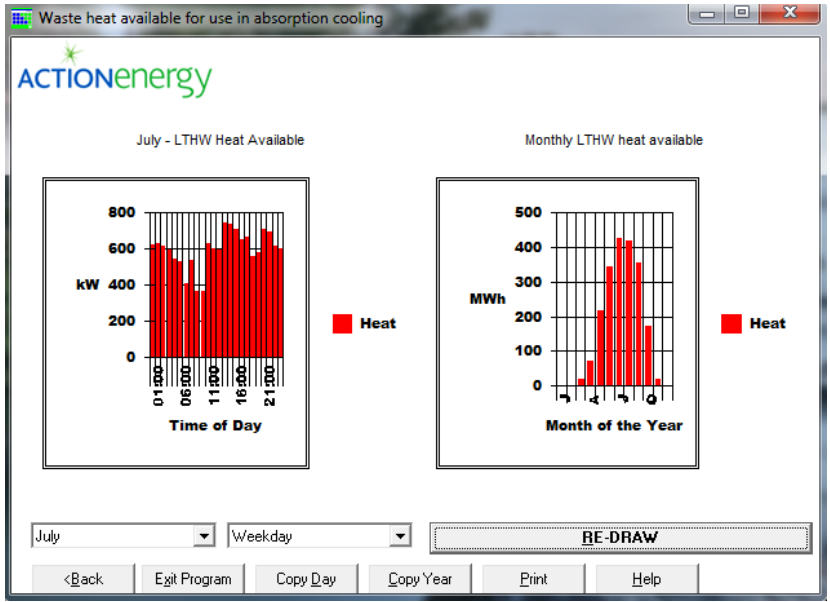 Waste heat available for use in absorption cooling
ACTIONenergy
July - LTHW Heat Available
800
600
kW 400
200
0
01:00 06:00 11:00 16:00 21:00
Time of Day
Heat
Monthly LTHW heat available
500
400
300
MWh
200
100
0
J A J O
Month of the Year
Heat
July
Weekday
RE-DRAW
<Back
Exit Program
Copy Day
Copy Year
Print
Help